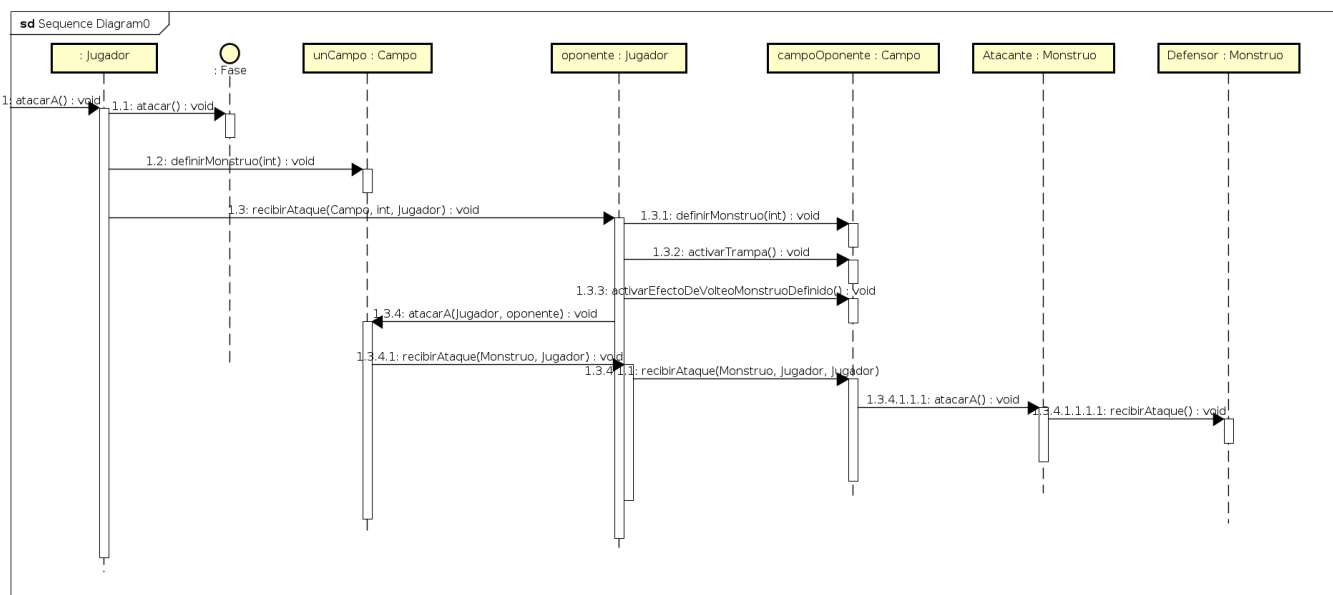 sd Sequence Diagram0
: Jugador
: Fase
unCampo : Campo
oponente : Jugador
campoOponente : Campo
Atacante : Monstruo
Defensor : Monstruo
1: atacarA() : void
1.1: atacar() : void
1.2: definirMonstruo(int) : void
1.3: recibirAtaque(Campo, int, Jugador) : void
1.3.1: definirMonstruo(int) : void
1.3.2: activarTrampa() : void
1.3.3: activarEfectoDeVolteoMonstruoDefinido() : void
1.3.4: atacarA(Jugador, oponente) : void
1.3.4.1: recibirAtaque(Monstruo, Jugador) : void
1.3.4.1.1: recibirAtaque(Monstruo, Jugador, Jugador)
1.3.4.1.1.1: atacarA() : void
1.3.4.1.1.1.1: recibirAtaque() : void